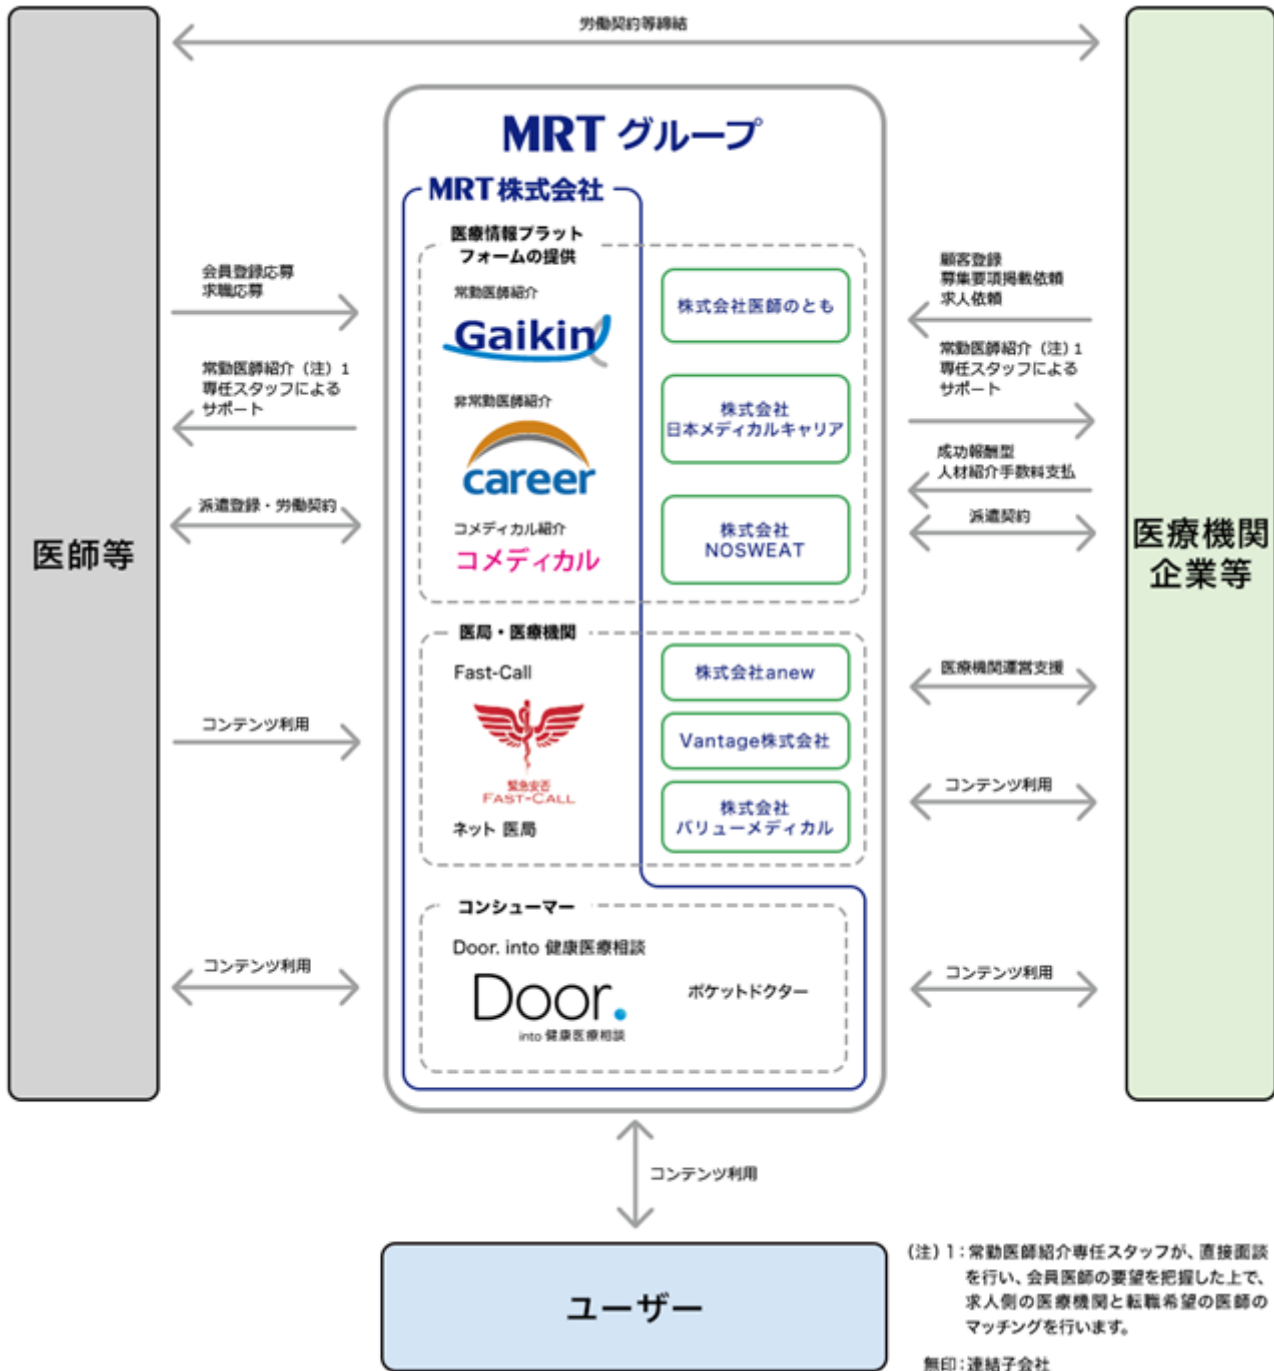 労働契約等締結
MRT グループ
MRT 株式会社
医療情報プラット
フォームの提供
常勤医師紹介
Gaikin
非常勤医師紹介
career
コメディカル紹介
コメディカル
株式会社医師のとも
株式会社
日本メディカルキャリア
株式会社
NOSWEAT
医局・医療機関
Fast-Call
緊急安否
FAST-CALL
ネット 医局
株式会社anew
Vantage株式会社
株式会社
バリューメディカル
コンシューマー
Door. into 健康医療相談
Door.
into 健康医療相談
ポケットドクター
医師等
会員登録応募
求職応募
常勤医師紹介（注）1
専任スタッフによる
サポート
派遣登録・労働契約
コンテンツ利用
コンテンツ利用
顧客登録
募集要項掲載依頼
求人依頼
常勤医師紹介（注）1
専任スタッフによる
サポート
成功報酬型
人材紹介手数料支払
派遣契約
医療機関運営支援
コンテンツ利用
コンテンツ利用
医療機関
企業等
コンテンツ利用
ユーザー
（注）1：常勤医師紹介専任スタッフが、直接面談
を行い、会員医師の要望を把握した上で、
求人側の医療機関と転職希望の医師の
マッチングを行います。
無印：連結子会社